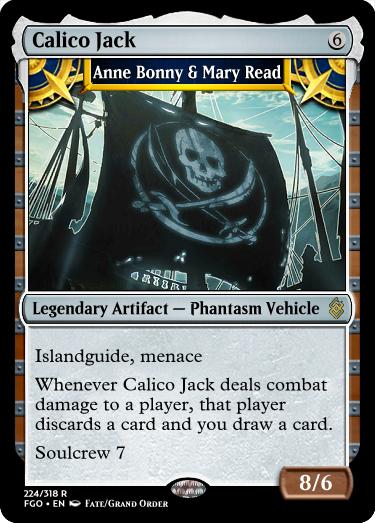 Calico Jack 6
Anne Bonny & Mary Read
Legendary Artifact — Phantasm Vehicle
Islandguide, menace
Whenever Calico Jack deals combat
damage to a player, that player
discards a card and you draw a card.
Soulcrew 7
8/6
224/318 R
FGO • EN Fate/Grand Order